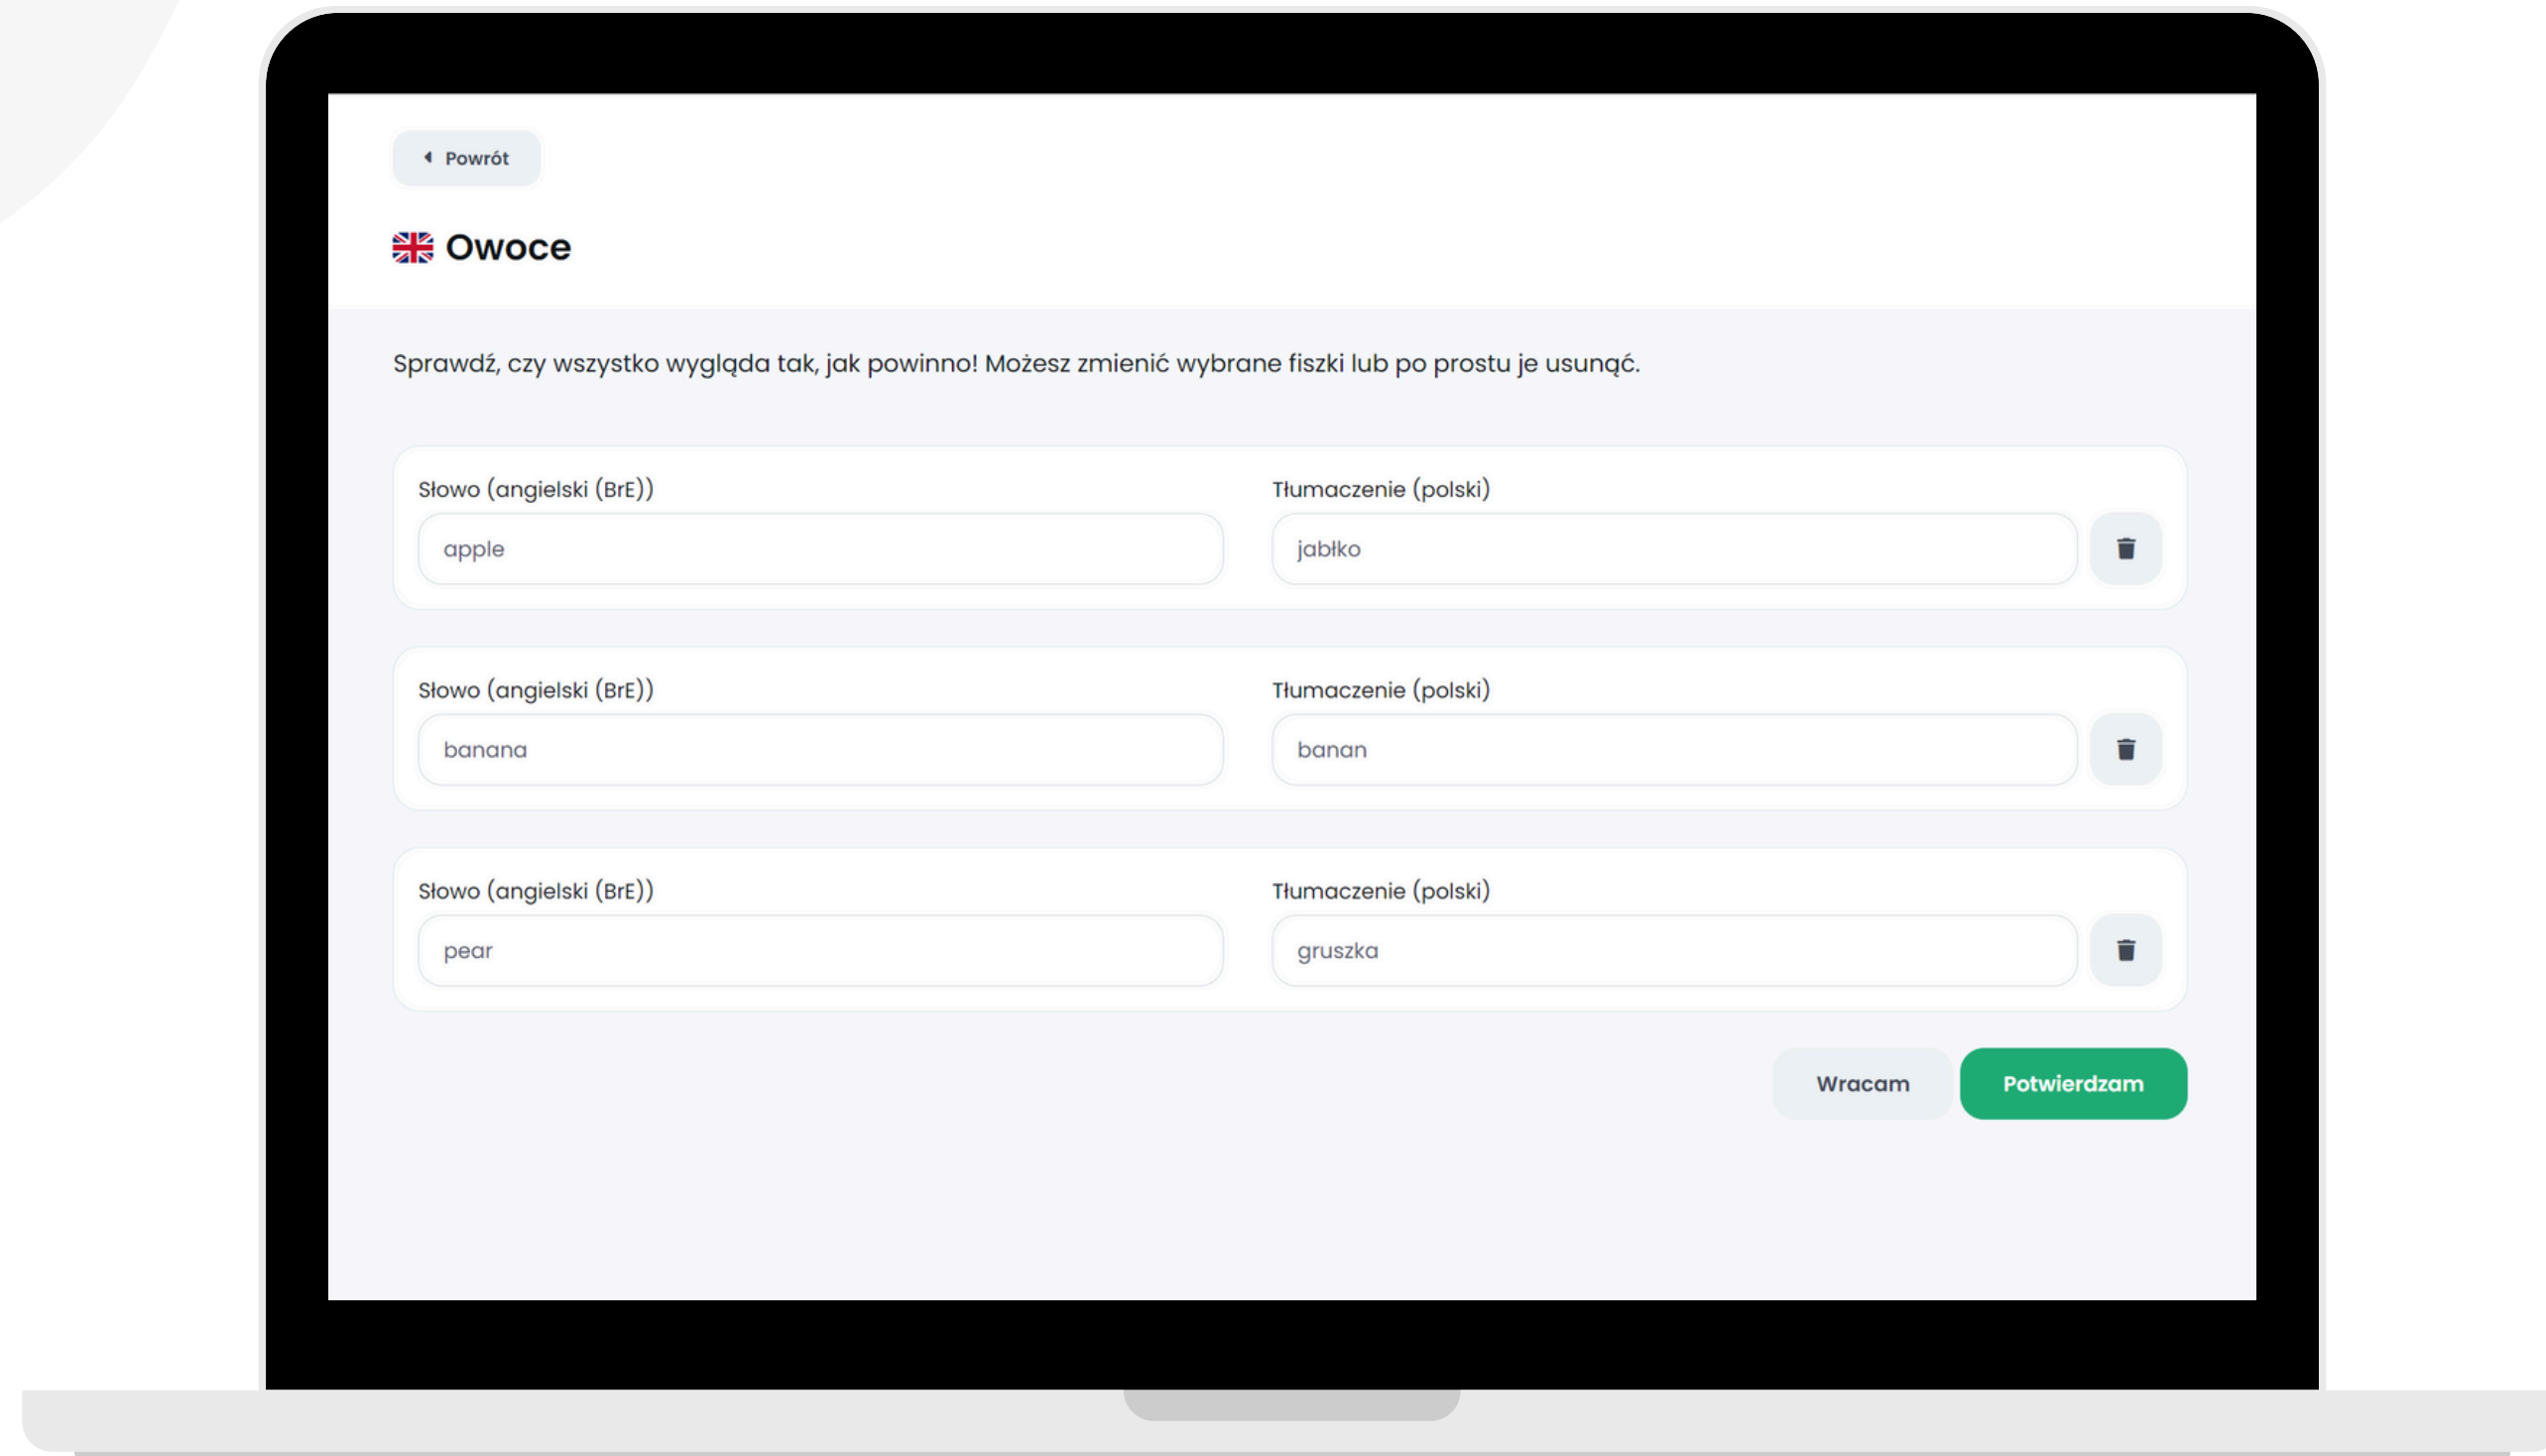 Powrót
Owoce
Sprawdź, czy wszystko wygląda tak, jak powinno! Możesz zmienić wybrane fiszki lub po prostu je usunąć.
Słowo (angielski (BrE)) Tłumaczenie (polski)
apple jabłko
Słowo (angielski (BrE)) Tłumaczenie (polski)
banana banan
Słowo (angielski (BrE)) Tłumaczenie (polski)
pear gruszka
Wracam Potwierdzam